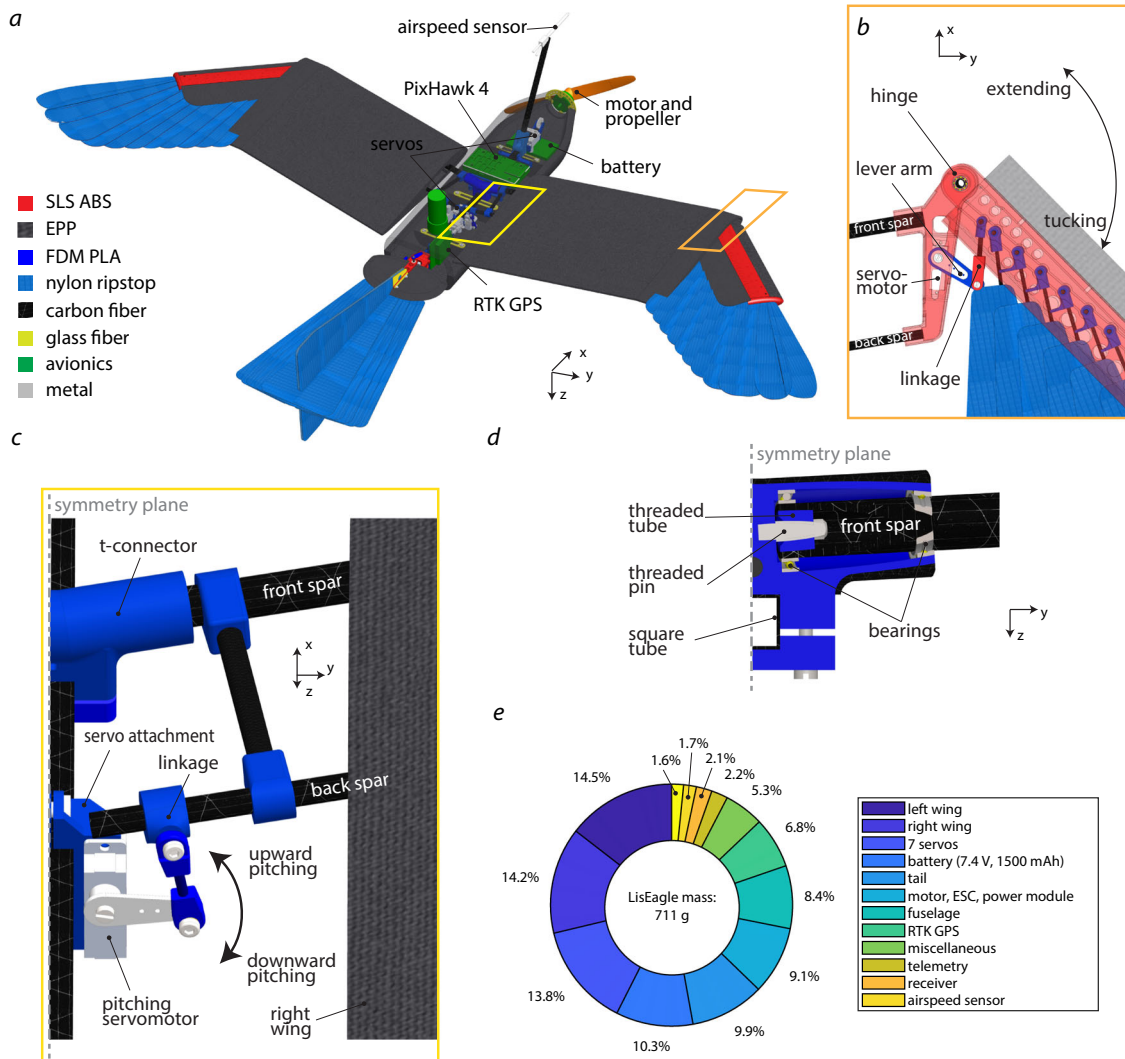 a
airspeed sensor
PixHawk 4
motor and
propeller
servos
battery
RTK GPS
SLS ABS
EPP
FDM PLA
nylon ripstop
carbon fiber
glass fiber
avionics
metal
x
y
z
b
x
y
hinge
extending
lever arm
tucking
front spar
servo-
motor
back spar
linkage
c
symmetry plane
t-connector
front spar
x
y
z
servo attachment
linkage
back spar
upward
pitching
downward
pitching
pitching
servomotor
right
wing
d
symmetry plane
threaded
tube
front spar
threaded
pin
square
tube
bearings
y
z
e
1.6%
1.7%
2.1%
2.2%
5.3%
6.8%
8.4%
9.1%
9.9%
10.3%
13.8%
14.2%
14.5%
LisEagle mass:
711 g
left wing
right wing
7 servos
battery (7.4 V, 1500 mAh)
tail
motor, ESC, power module
fuselage
RTK GPS
miscellaneous
telemetry
receiver
airspeed sensor